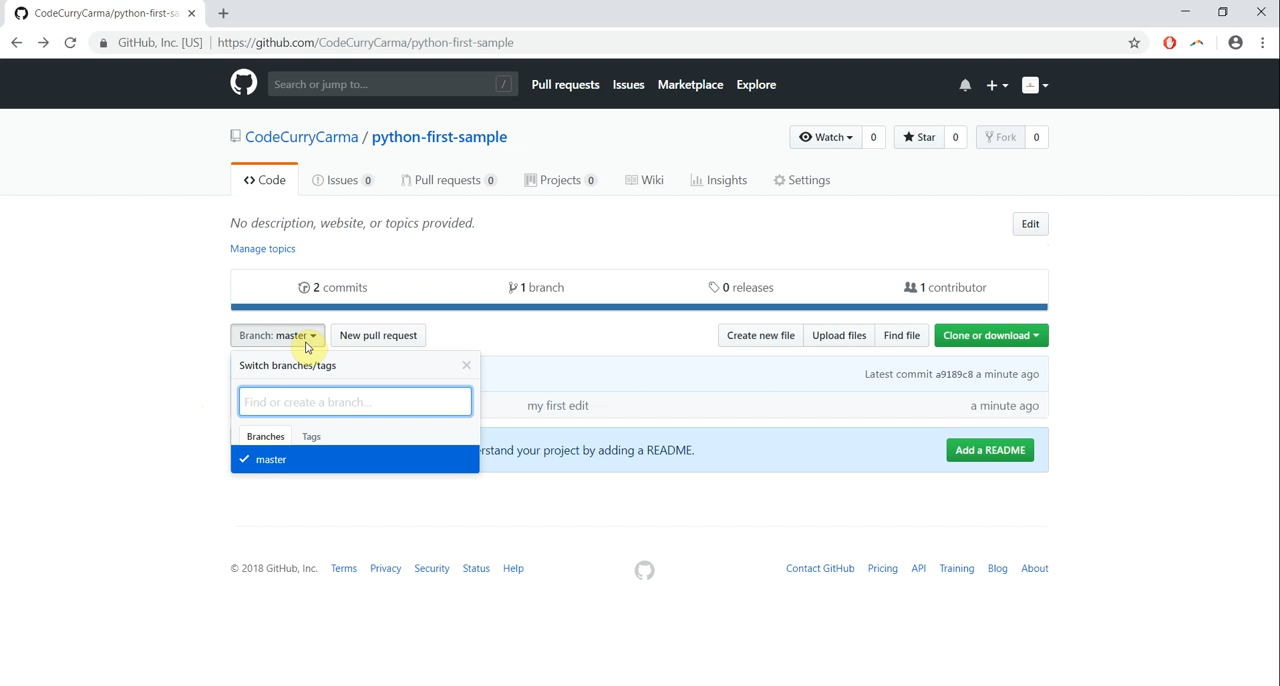 CodeCurryCarma/python-first-sa
GitHub, Inc. [US] | https://github.com/CodeCurryCarma/python-first-sample
Search or jump to... / Pull requests Issues Marketplace Explore
CodeCurryCarma / python-first-sample Watch 0 Star 0 Fork 0
Code Issues 0 Pull requests 0 Projects 0 Wiki Insights Settings
No description, website, or topics provided. Edit
Manage topics
2 commits 1 branch 0 releases 1 contributor
Branch: master New pull request Create new file Upload files Find file Clone or download
Switch branches/tags Latest commit a9189c8 a minute ago
Find or create a branch... my first edit a minute ago
Branches Tags
rstand your project by adding a README. Add a README
master
© 2018 GitHub, Inc. Terms Privacy Security Status Help Contact GitHub Pricing API Training Blog About